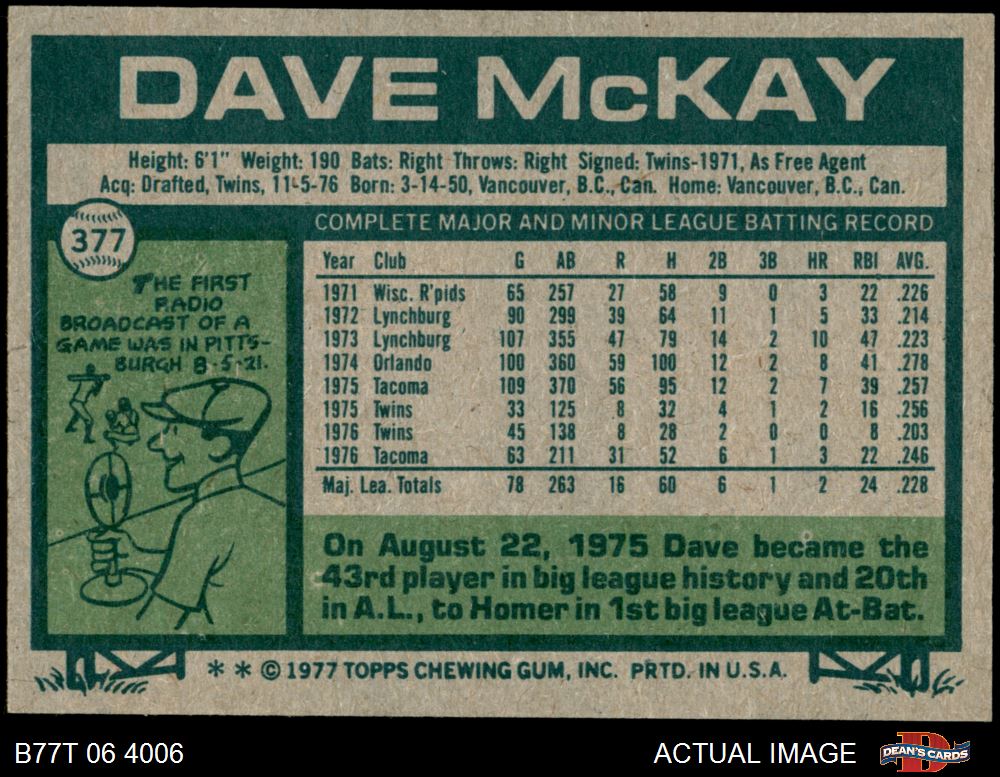 DAVE McKAY
Height: 6'1" Weight: 190 Bats: Right Throws: Right Signed: Twins-1971, As Free Agent
Acq: Drafted, Twins, 11-5-76 Born: 3-14-50, Vancouver, B.C., Can. Home: Vancouver, B.C., Can.
377
THE FIRST
RADIO
BROADCAST OF A
GAME WAS IN PITTS-
BURGH 8-5-21.
COMPLETE MAJOR AND MINOR LEAGUE BATTING RECORD
Year Club G AB R H 2B 3B HR RBI AVG.
1971 Wisc. R'pids 65 257 27 58 9 0 3 22 .226
1972 Lynchburg 90 299 39 64 11 1 5 33 .214
1973 Lynchburg 107 355 47 79 14 2 10 47 .223
1974 Orlando 100 360 59 100 12 2 8 41 .278
1975 Tacoma 109 370 56 95 12 2 7 39 .257
1975 Twins 33 125 8 32 4 1 2 16 .256
1976 Twins 45 138 8 28 2 0 0 8 .203
1976 Tacoma 63 211 31 52 6 1 3 22 .246
Maj. Lea. Totals 78 263 16 60 6 1 2 24 .228
On August 22, 1975 Dave became the
43rd player in big league history and 20th
in A.L., to Homer in 1st big league At-Bat.
* * © 1977 TOPPS CHEWING GUM, INC. PRTD. IN U.S.A.
B77T 06 4006
ACTUAL IMAGE
DEAN'S CARDS